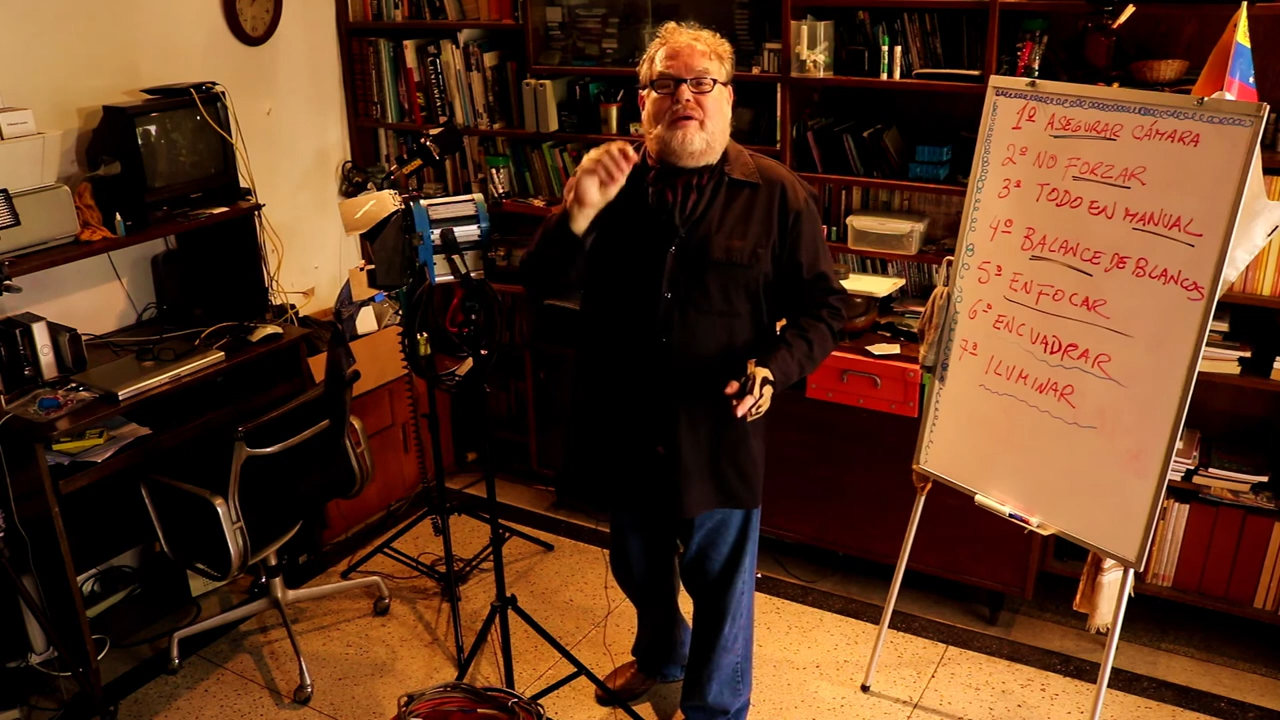 1º ASEGURAR CÁMARA
2º NO FORZAR
3º TODO EN MANUAL
4º BALANCE DE BLANCOS
5º ENFOCAR
6º ENCUADRAR
7º ILUMINAR